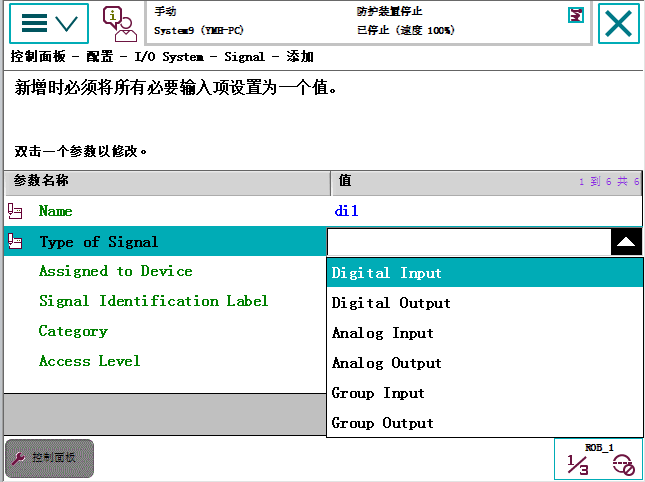 手动
防护装置停止
System9 (YMH-PC)
已停止 (速度 100%)
控制面板 - 配置 - I/O System - Signal - 添加
新增时必须将所有必要输入项设置为一个值。
双击一个参数以修改。
参数名称
值
1 到 6 共 6
Name
di1
Type of Signal
Assigned to Device
Signal Identification Label
Category
Access Level
Digital Input
Digital Output
Analog Input
Analog Output
Group Input
Group Output
控制面板
ROB_1
1/3